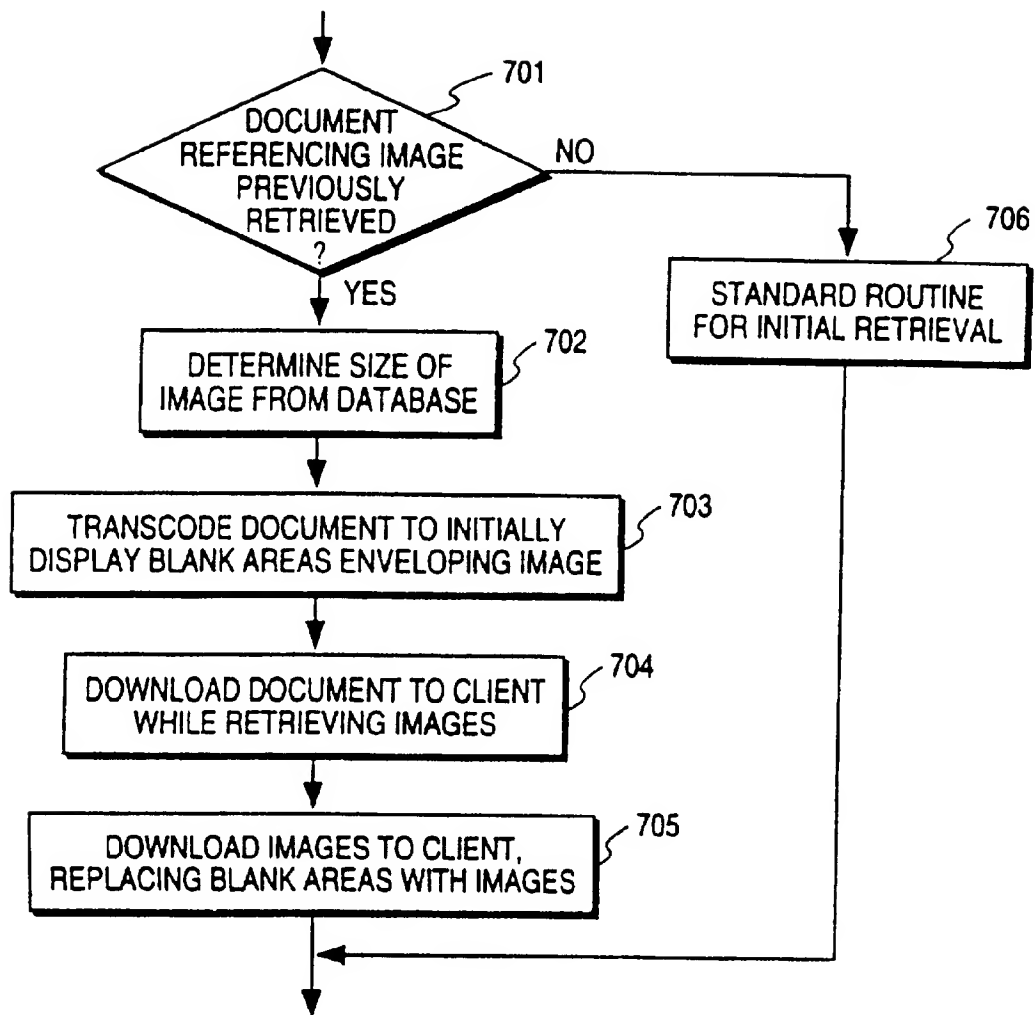 701
DOCUMENT
REFERENCING IMAGE
PREVIOUSLY
RETRIEVED
?
NO
YES
706
STANDARD ROUTINE
FOR INITIAL RETRIEVAL
702
DETERMINE SIZE OF
IMAGE FROM DATABASE
703
TRANSCODE DOCUMENT TO INITIALLY
DISPLAY BLANK AREAS ENVELOPING IMAGE
704
DOWNLOAD DOCUMENT TO CLIENT
WHILE RETRIEVING IMAGES
705
DOWNLOAD IMAGES TO CLIENT,
REPLACING BLANK AREAS WITH IMAGES